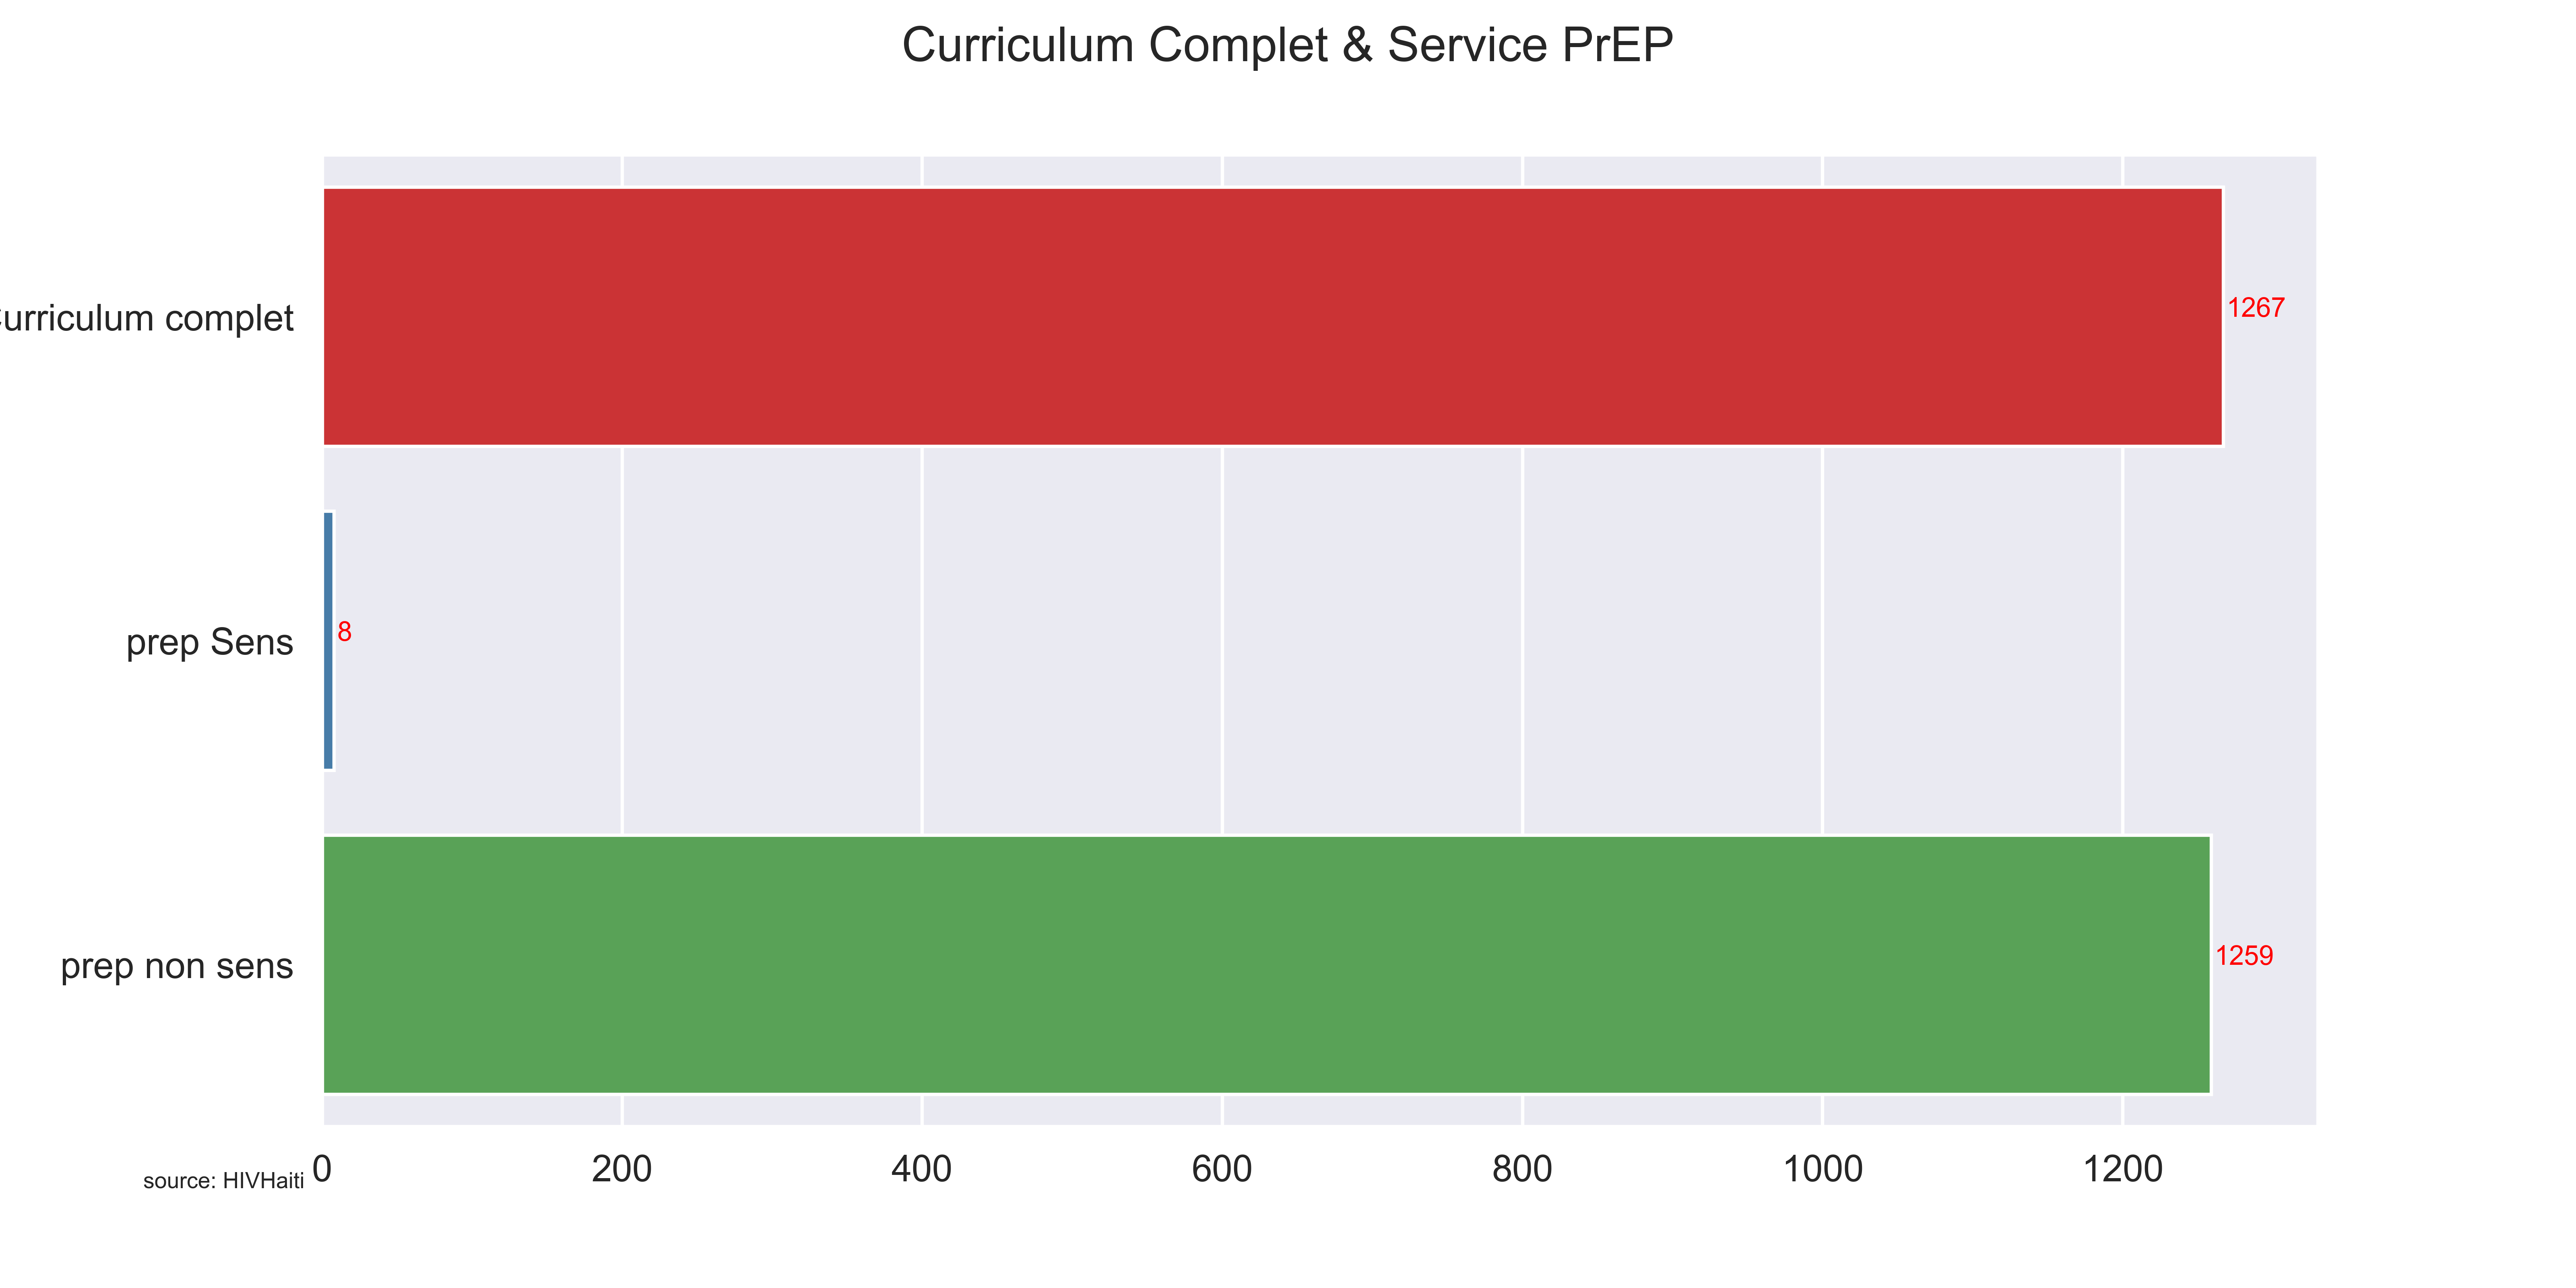 Curriculum Complet & Service PrEP
urriculum complet
1267
prep Sens
8
prep non sens
1259
0 200 400 600 800 1000 1200
source: HIVHaiti